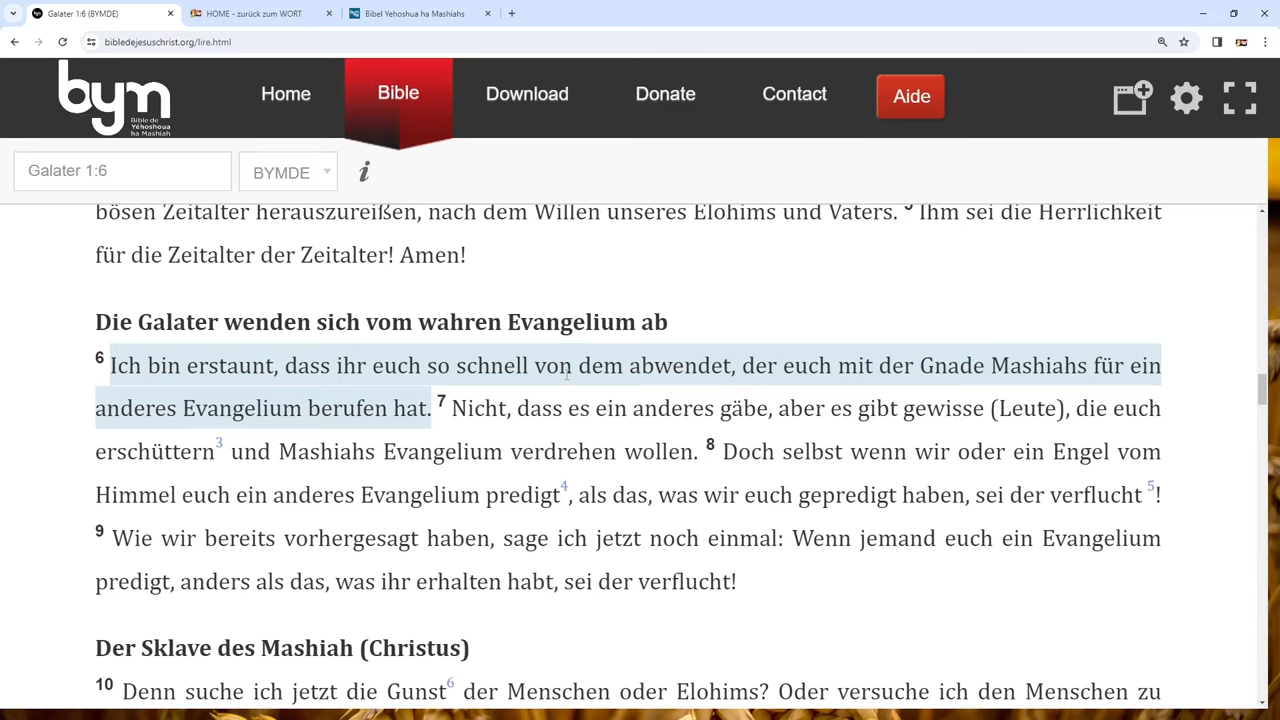 Galater 1:6 (BYMDE)
HOME - zurück zum WORT
Bibel Yehoshua ha Mashiahs
bibledejesuschrist.org/lire.html
bym
Bible de
Yéhoshoua
ha Mashiah
Home
Bible
Download
Donate
Contact
Aide
Galater 1:6
BYMDE
i
bösen Zeitalter herauszureißen, nach dem Willen unseres Elohims und Vaters. 5 Ihm sei die Herrlichkeit
für die Zeitalter der Zeitalter! Amen!
Die Galater wenden sich vom wahren Evangelium ab
6 Ich bin erstaunt, dass ihr euch so schnell von dem abwendet, der euch mit der Gnade Mashiahs für ein
anderes Evangelium berufen hat. 7 Nicht, dass es ein anderes gäbe, aber es gibt gewisse (Leute), die euch
erschüttern3 und Mashiahs Evangelium verdrehen wollen. 8 Doch selbst wenn wir oder ein Engel vom
Himmel euch ein anderes Evangelium predigt4, als das, was wir euch gepredigt haben, sei der verflucht 5!
9 Wie wir bereits vorhergesagt haben, sage ich jetzt noch einmal: Wenn jemand euch ein Evangelium
predigt, anders als das, was ihr erhalten habt, sei der verflucht!
Der Sklave des Mashiah (Christus)
10 Denn suche ich jetzt die Gunst6 der Menschen oder Elohims? Oder versuche ich den Menschen zu